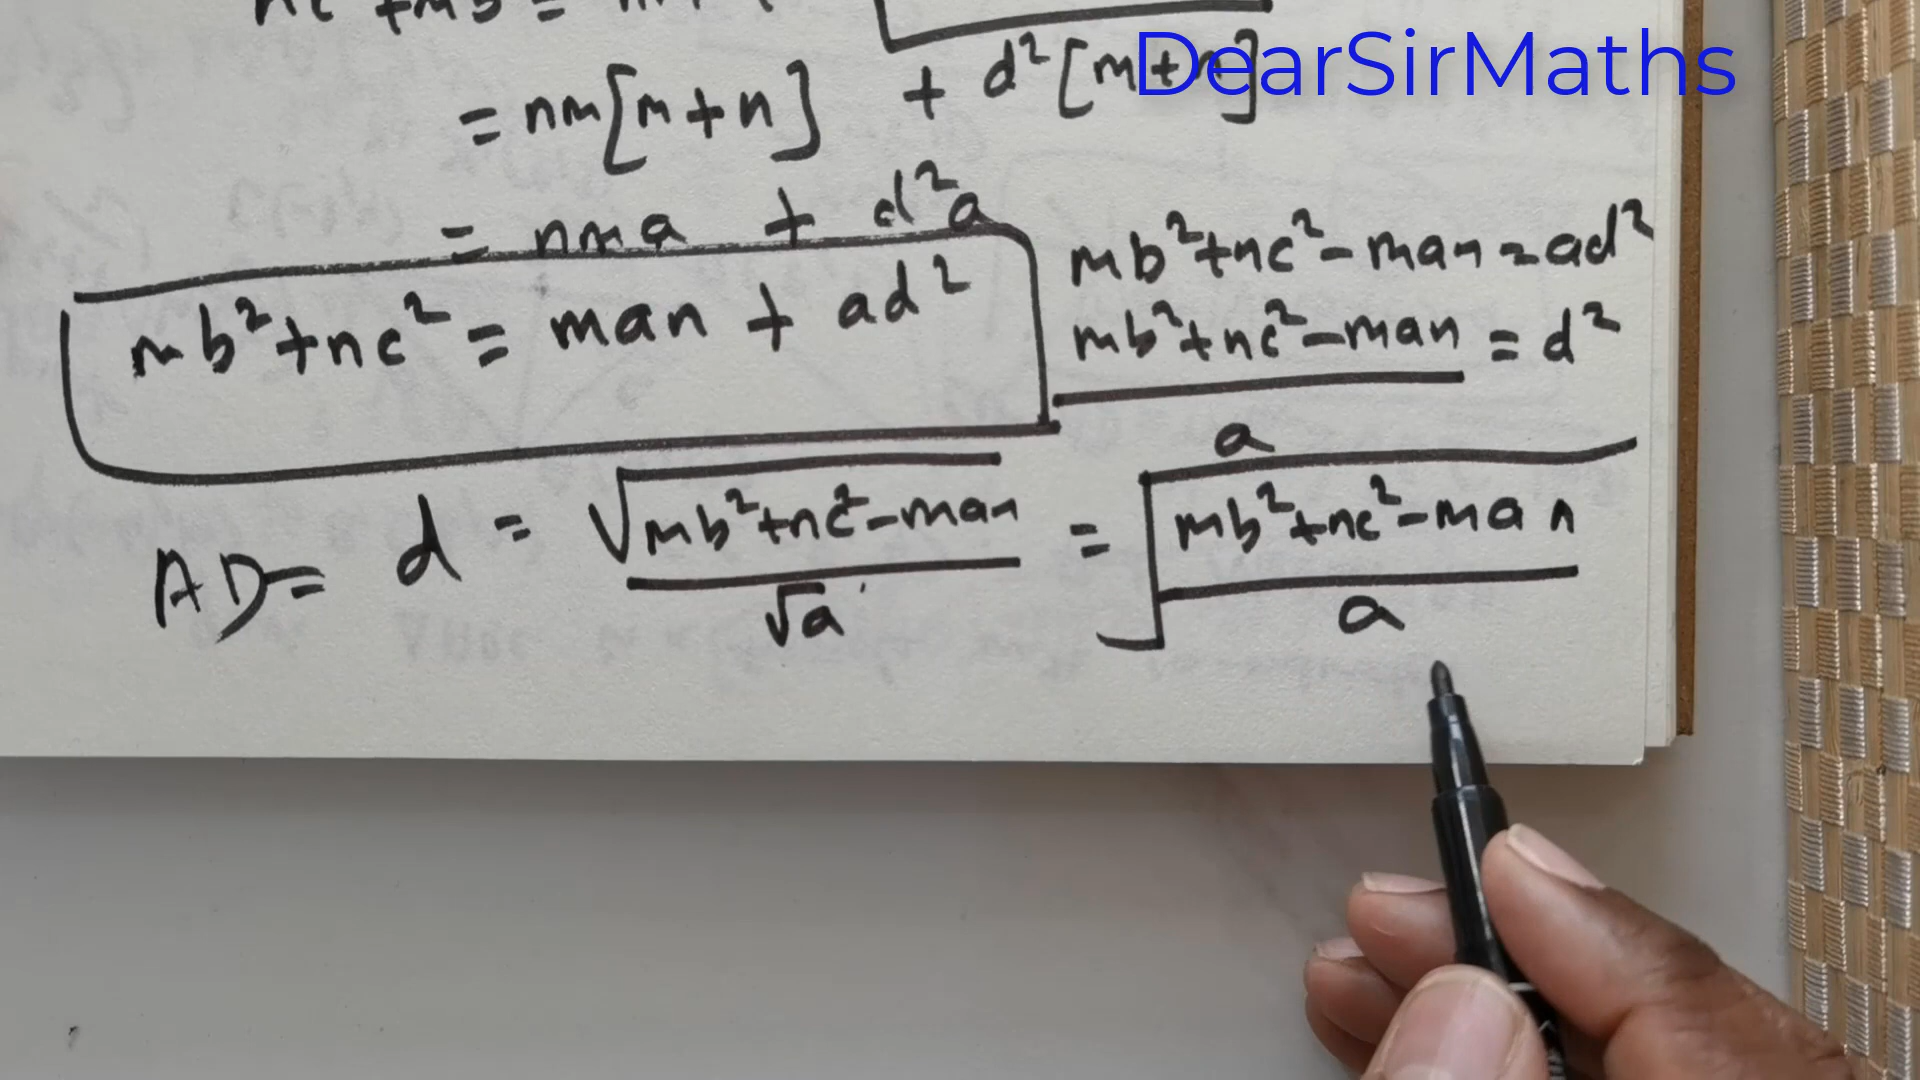 DearSirMaths
= nm[m+n] + d²[m+n]
= nma + d²a
mb²+nc² = man + ad²
mb²+nc²-man=ad²
mb²+nc²-man = d²
a
AD= d = √mb²+nc²-man = √mb²+nc²-man
√a a